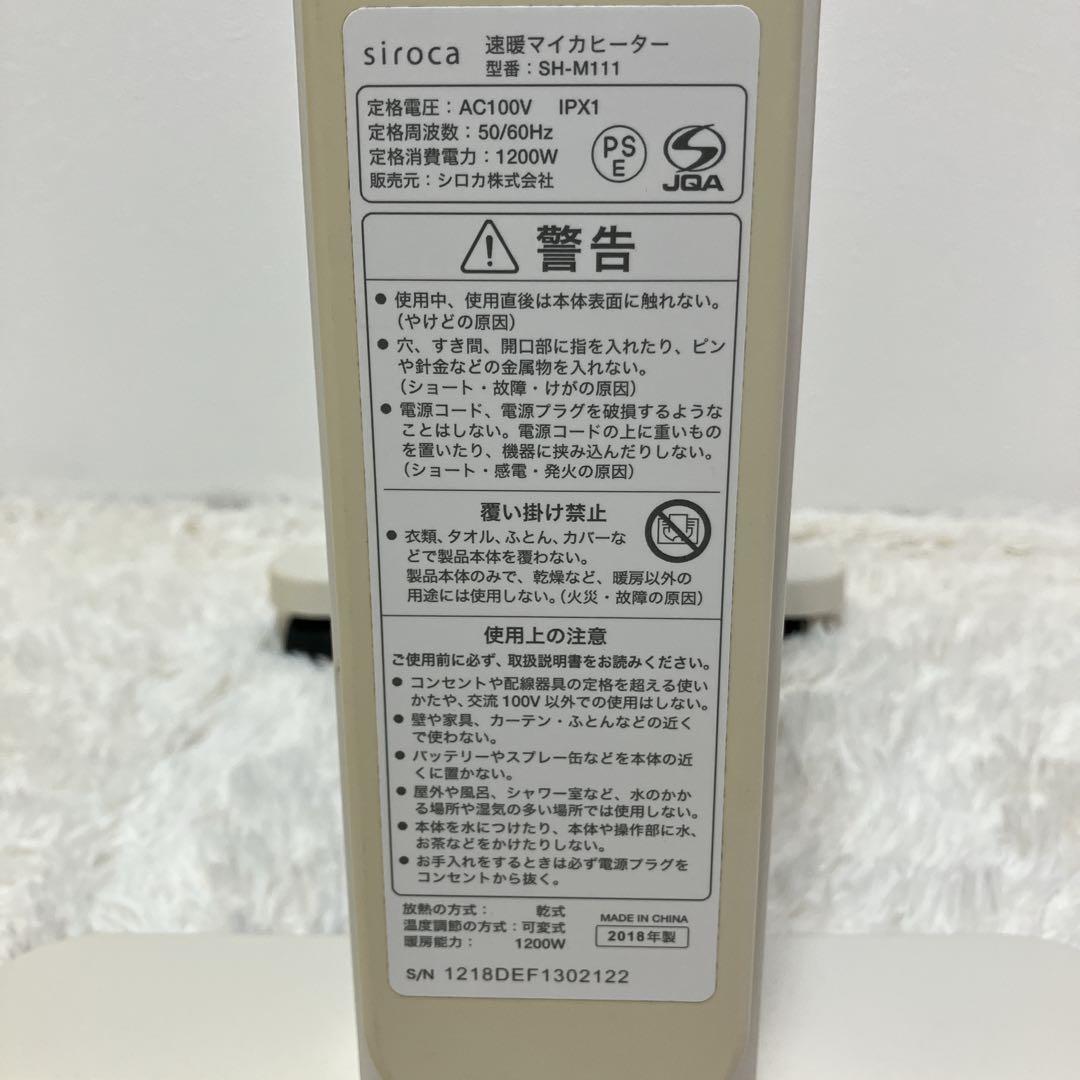 siroca 速暖マイカヒーター
型番：SH-M111
定格電圧：AC100V IPX1
定格周波数：50/60Hz
定格消費電力：1200W
販売元：シロカ株式会社
PS
E
JQA
警告
● 使用中、使用直後は本体表面に触れない。
（やけどの原因）
● 穴、すき間、開口部に指を入れたり、ピン
や針金などの金属物を入れない。
（ショート・故障・けがの原因）
● 電源コード、電源プラグを破損するような
ことはしない。電源コードの上に重いもの
を置いたり、機器に挟み込んだりしない。
（ショート・感電・発火の原因）
覆い掛け禁止
● 衣類、タオル、ふとん、カバーな
どで製品本体を覆わない。
製品本体のみで、乾燥など、暖房以外の
用途には使用しない。（火災・故障の原因）
使用上の注意
ご使用前に必ず、取扱説明書をお読みください。
● コンセントや配線器具の定格を超える使い
かたや、交流100V以外での使用はしない。
● 壁や家具、カーテン・ふとんなどの近く
で使わない。
● バッテリーやスプレー缶などを本体の近
くに置かない。
● 屋外や風呂、シャワー室など、水のかか
る場所や湿気の多い場所では使用しない。
● 本体を水につけたり、本体や操作部に水、
お茶などをかけたりしない。
● お手入れをするときは必ず電源プラグを
コンセントから抜く。
放熱の方式： 乾式
温度調節の方式：可変式
暖房能力： 1200W
MADE IN CHINA
2018年製
S/N 1218DEF1302122